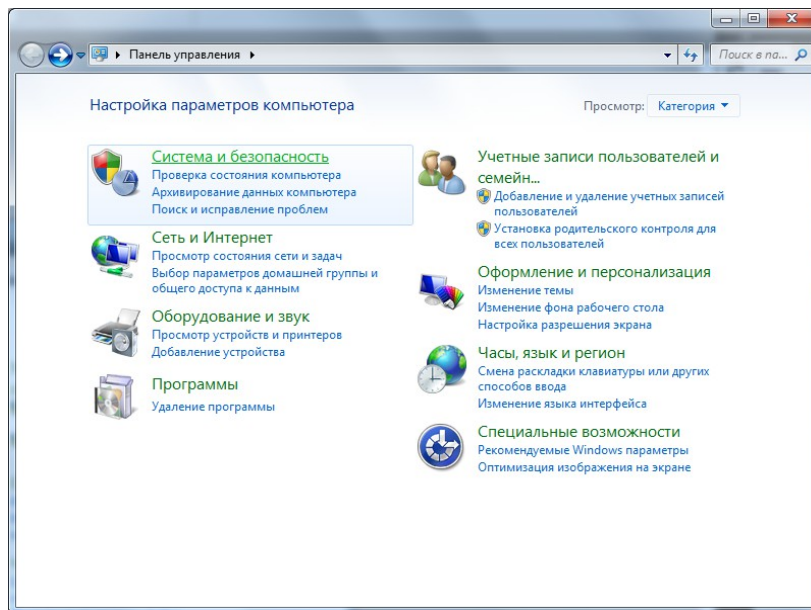 Панель управления
Поиск в па...
Настройка параметров компьютера
Просмотр:
Категория
Система и безопасность
Проверка состояния компьютера
Архивирование данных компьютера
Поиск и исправление проблем
Сеть и Интернет
Просмотр состояния сети и задач
Выбор параметров домашней группы и
общего доступа к данным
Оборудование и звук
Просмотр устройств и принтеров
Добавление устройства
Программы
Удаление программы
Учетные записи пользователей и
семейн...
Добавление и удаление учетных записей
пользователей
Установка родительского контроля для
всех пользователей
Оформление и персонализация
Изменение темы
Изменение фона рабочего стола
Настройка разрешения экрана
Часы, язык и регион
Смена раскладки клавиатуры или других
способов ввода
Изменение языка интерфейса
Специальные возможности
Рекомендуемые Windows параметры
Оптимизация изображения на экране